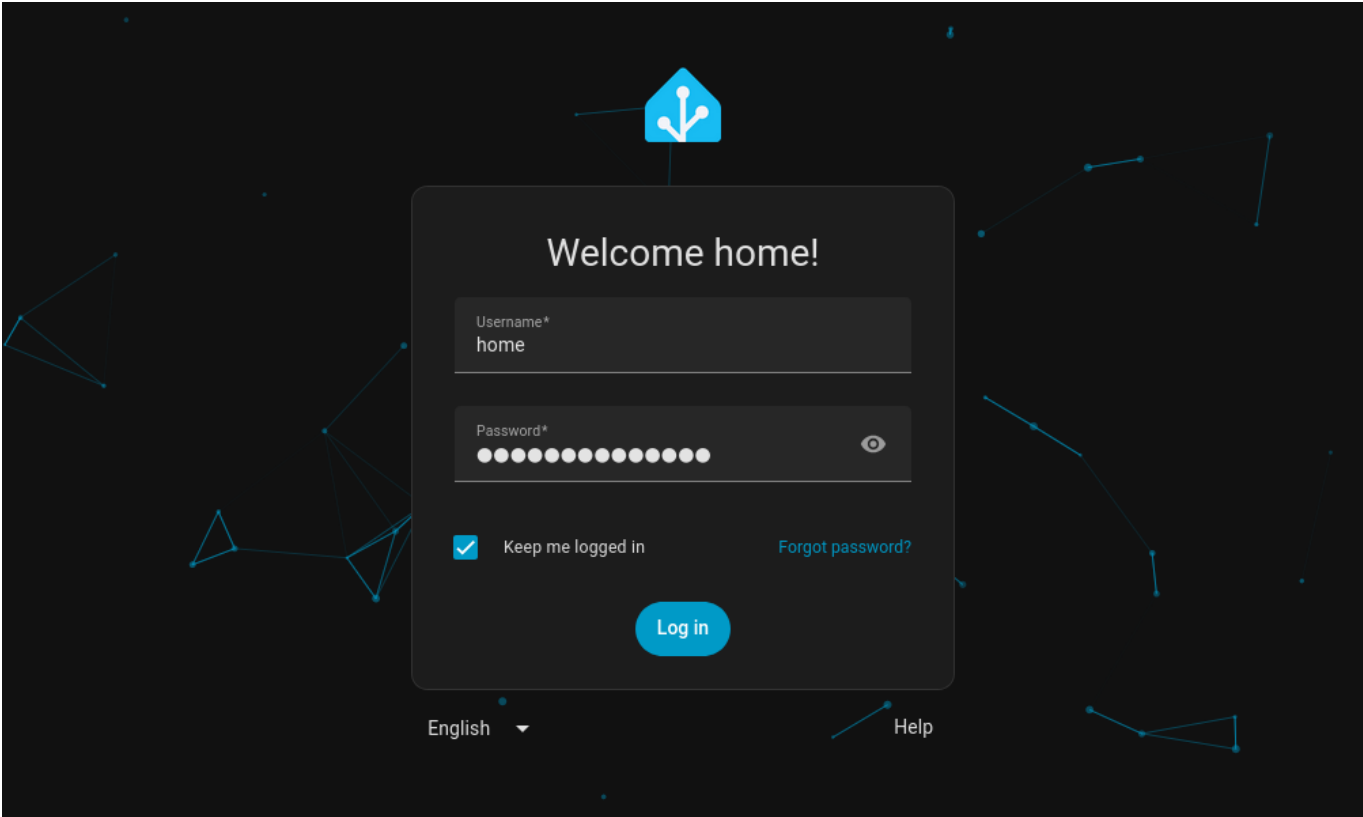 Welcome home!
Username*
home
Password*
●●●●●●●●●●●●●●
Keep me logged in
Forgot password?
Log in
English
Help